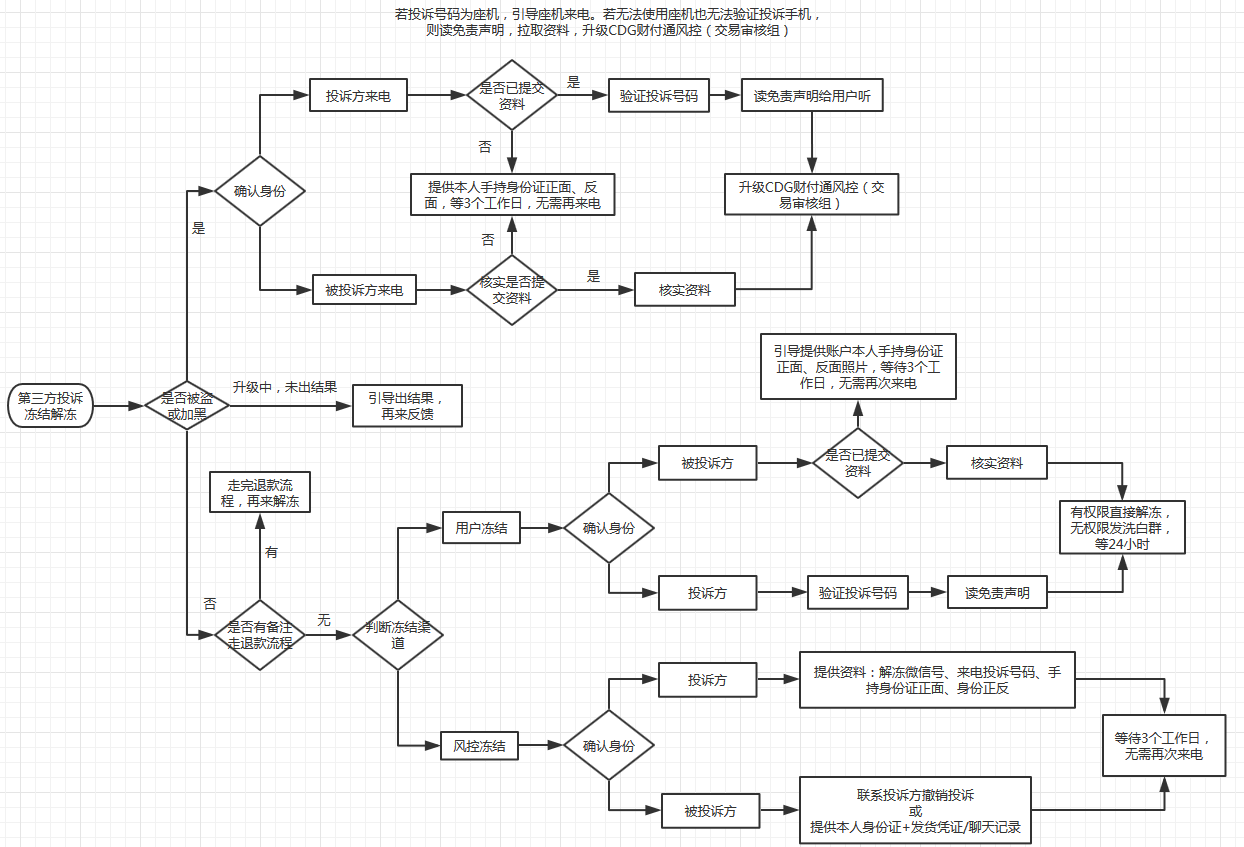 若投诉号码为座机，引导座机来电。若无法使用座机也无法验证投诉手机，
则读免责声明，拉取资料，升级CDG财付通风控（交易审核组）
投诉方来电
是否已提交
资料
是
验证投诉号码
读免责声明给用户听
否
确认身份
提供本人手持身份证正面、反
面，等3个工作日，无需再来电
升级CDG财付通风控（交
易审核组）
是
否
被投诉方来电
核实是否提
交资料
是
核实资料
引导提供账户本人手持身份证
正面、反面照片，等待3个工
作日，无需再次来电
第三方投诉
冻结解冻
是否被盗
或加黑
升级中，未出结果
引导出结果，
再来反馈
被投诉方
是否已提交
资料
核实资料
走完退款流
程，再来解冻
有
用户冻结
确认身份
有权限直接解冻，
无权限发洗白群，
等24小时
投诉方
验证投诉号码
读免责声明
否
是否有备注
走退款流程
无
判断冻结渠
道
投诉方
提供资料：解冻微信号、来电投诉号码、手
持身份证正面、身份正反
风控冻结
确认身份
等待3个工作日，
无需再次来电
被投诉方
联系投诉方撤销投诉
或
提供本人身份证+发货凭证/聊天记录